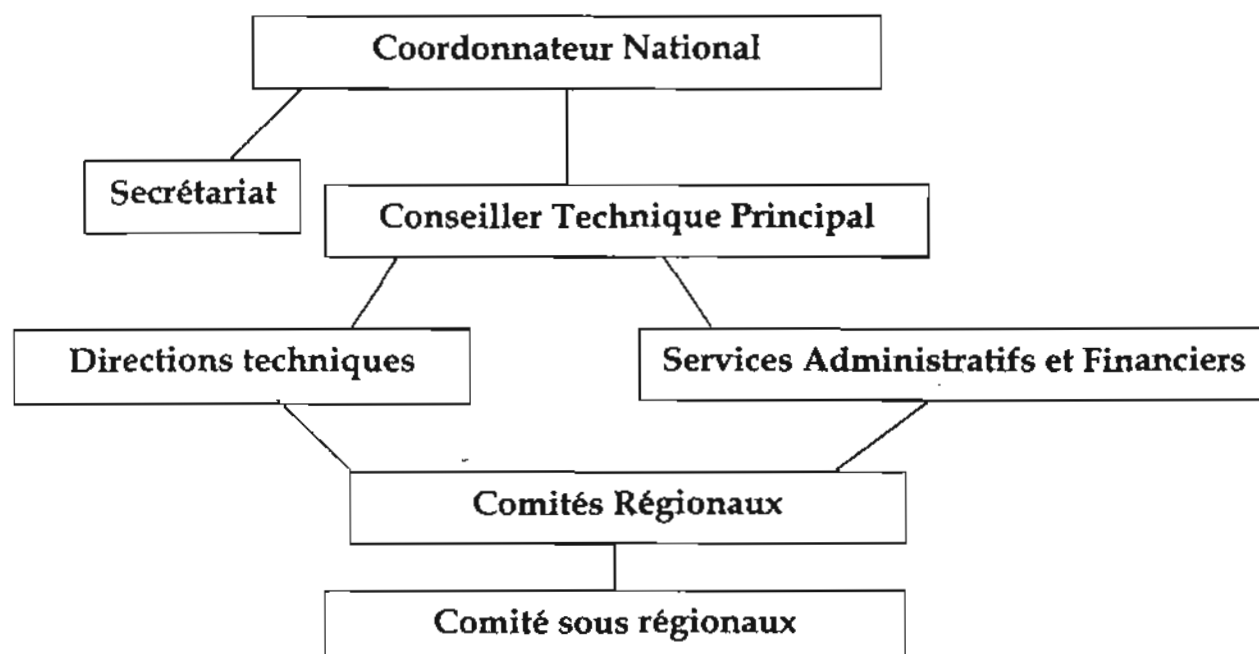 Coordonnateur National
Secrétariat
Conseiller Technique Principal
Directions techniques
Services Administratifs et Financiers
Comités Régionaux
Comité sous régionaux